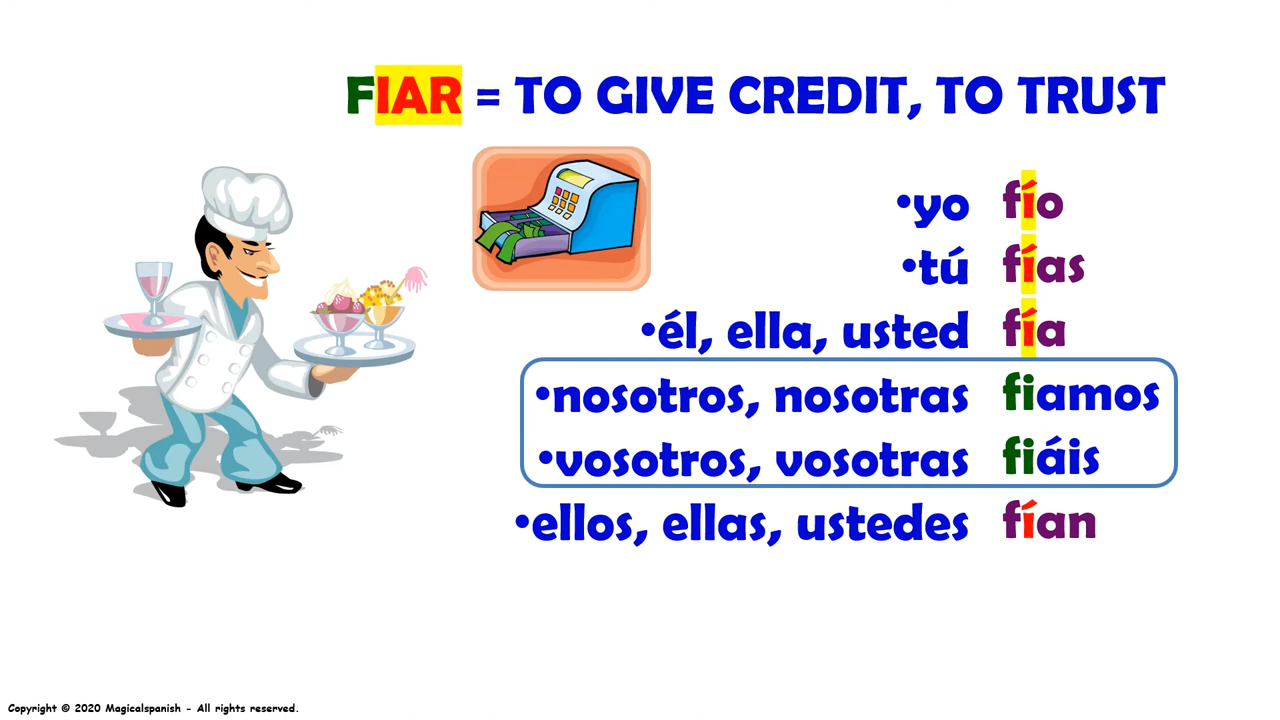 FIAR = TO GIVE CREDIT, TO TRUST
•yo fío
•tú fías
•él, ella, usted fía
•nosotros, nosotras fiamos
•vosotros, vosotras fiáis
•ellos, ellas, ustedes fían
Copyright © 2020 Magicalspanish - All rights reserved.